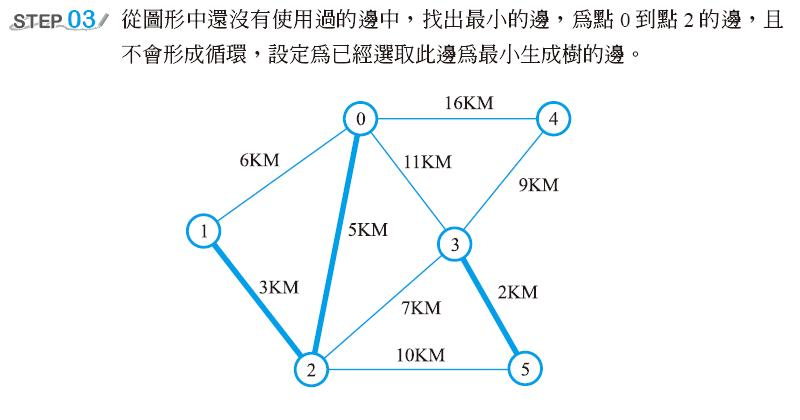 STEP 03 從圖形中還沒有使用過的邊中，找出最小的邊，為點 0 到點 2 的邊，且
不會形成循環，設定為已經選取此邊為最小生成樹的邊。
16KM
0
4
6KM
11KM
9KM
1
5KM
3
3KM
2KM
7KM
10KM
2
5